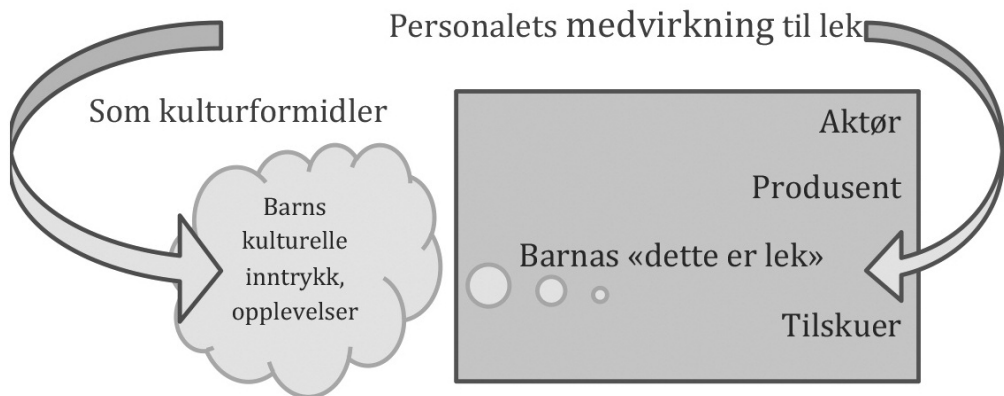 Personalets medvirkning til lek
Som kulturformidler
Barns
kulturelle
inntrykk,
opplevelser
Aktør
Produsent
Barnas «dette er lek»
Tilskuer